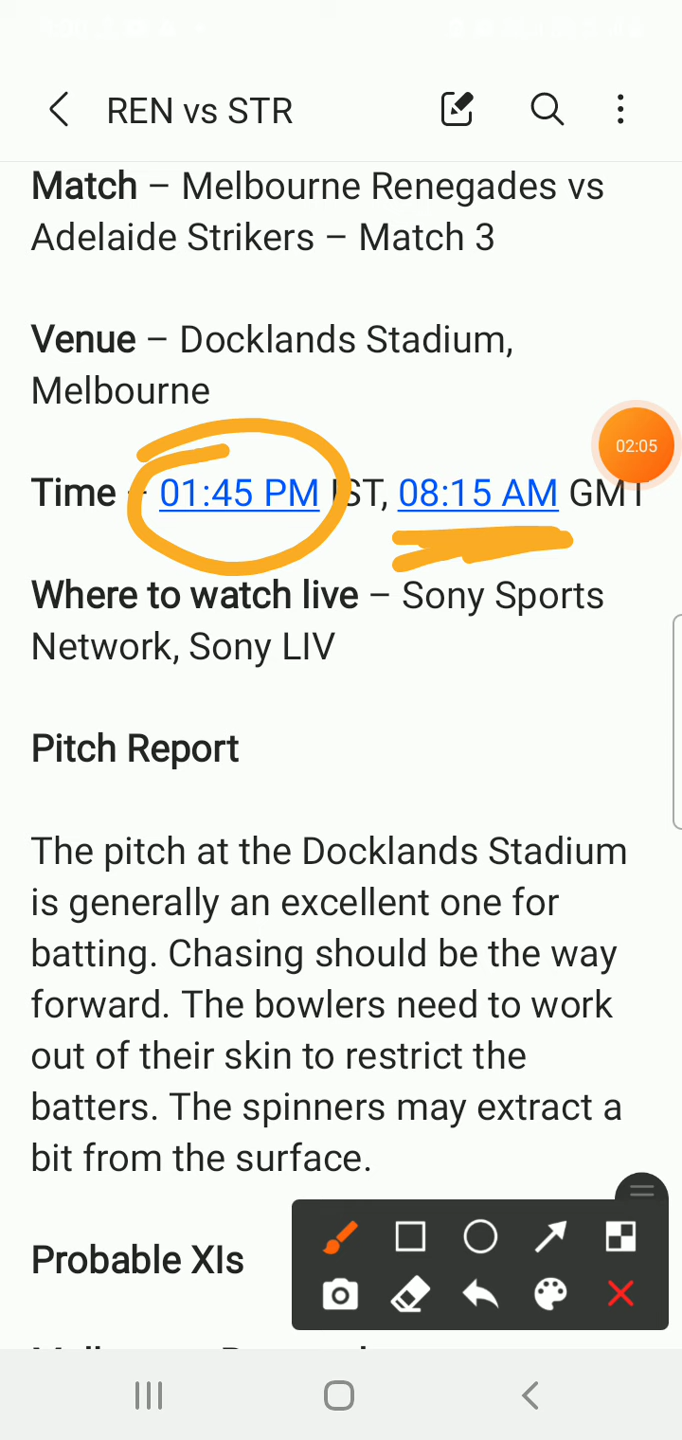 REN vs STR
Match – Melbourne Renegades vs
Adelaide Strikers – Match 3
Venue – Docklands Stadium,
Melbourne
Time – 01:45 PM IST, 08:15 AM GMT
02:05
Where to watch live – Sony Sports
Network, Sony LIV
Pitch Report
The pitch at the Docklands Stadium
is generally an excellent one for
batting. Chasing should be the way
forward. The bowlers need to work
out of their skin to restrict the
batters. The spinners may extract a
bit from the surface.
Probable XIs